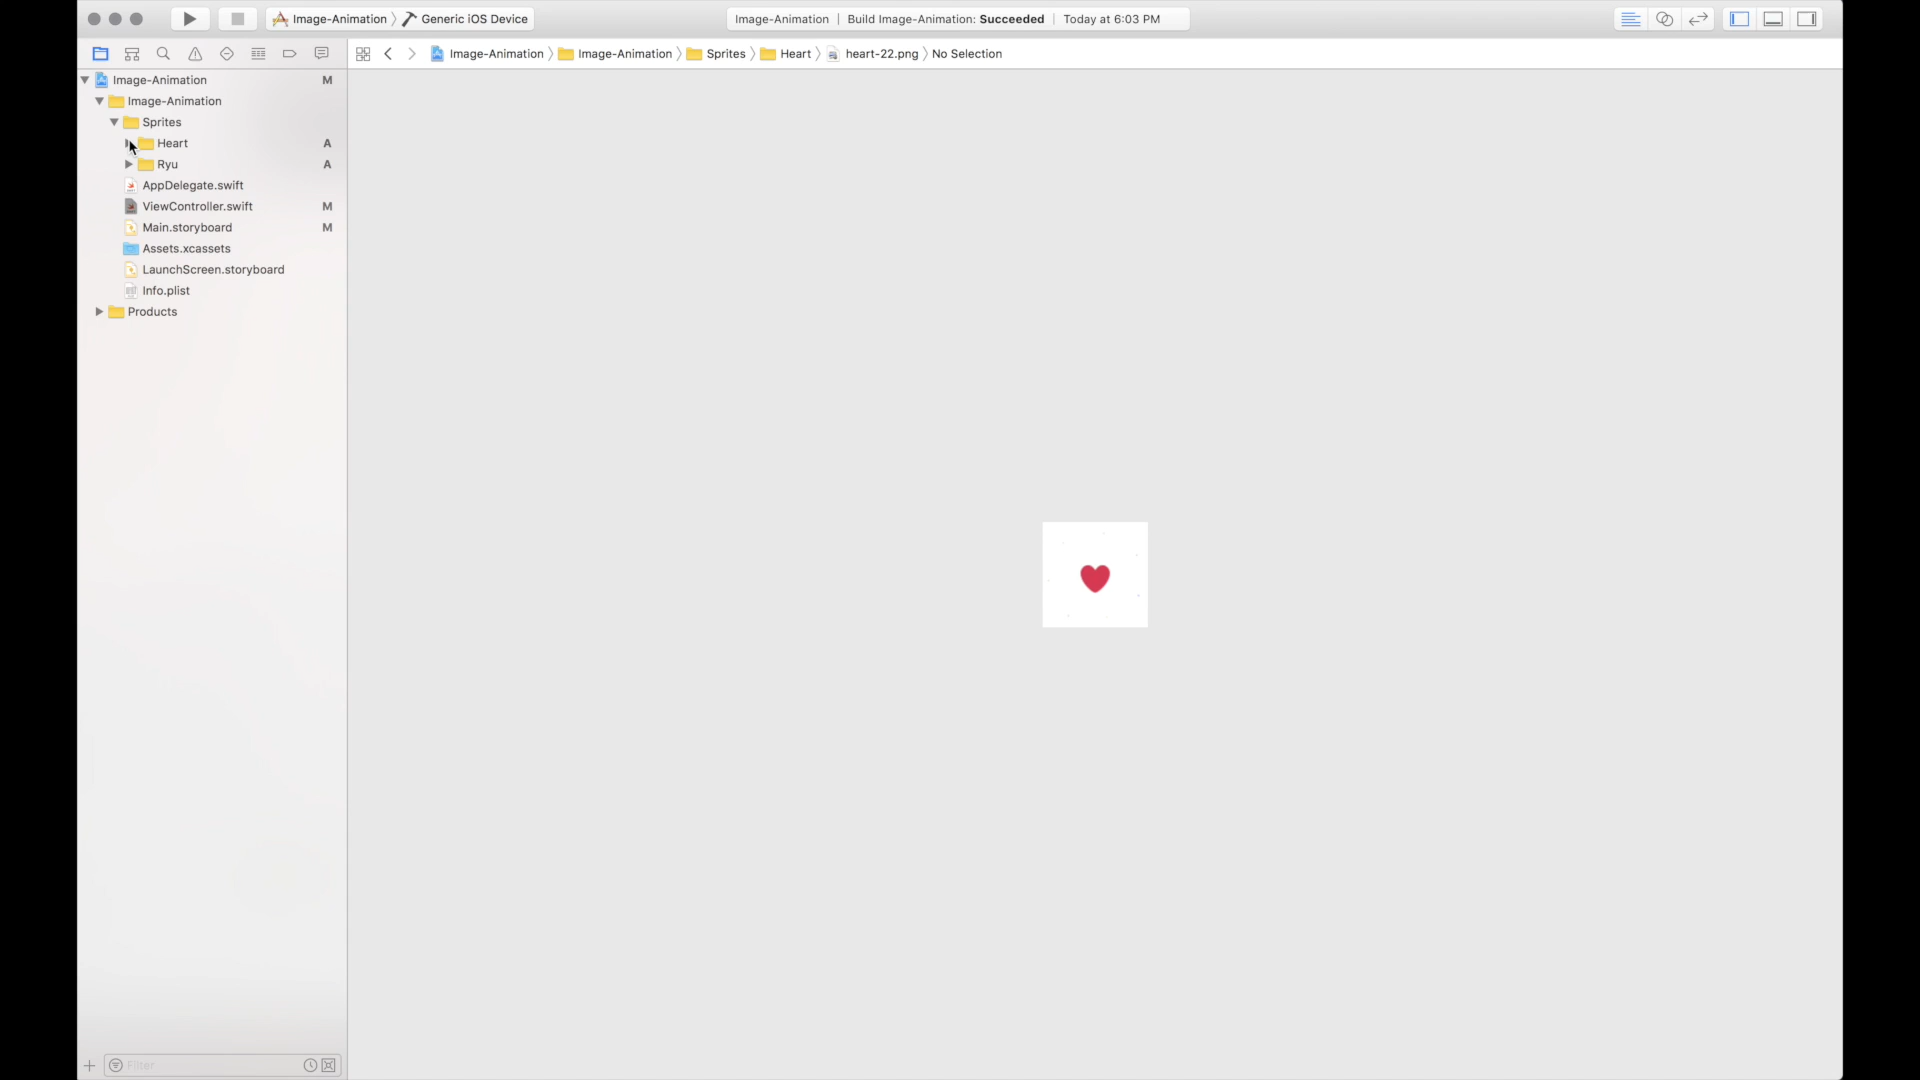 Image-Animation 〉 Generic iOS Device
Image-Animation | Build Image-Animation: Succeeded | Today at 6:03 PM
Image-Animation 〉 Image-Animation 〉 Sprites 〉 Heart 〉 heart-22.png 〉 No Selection
Image-Animation M
Image-Animation
Sprites
Heart A
Ryu A
AppDelegate.swift
ViewController.swift M
Main.storyboard M
Assets.xcassets
LaunchScreen.storyboard
Info.plist
Products
Filter